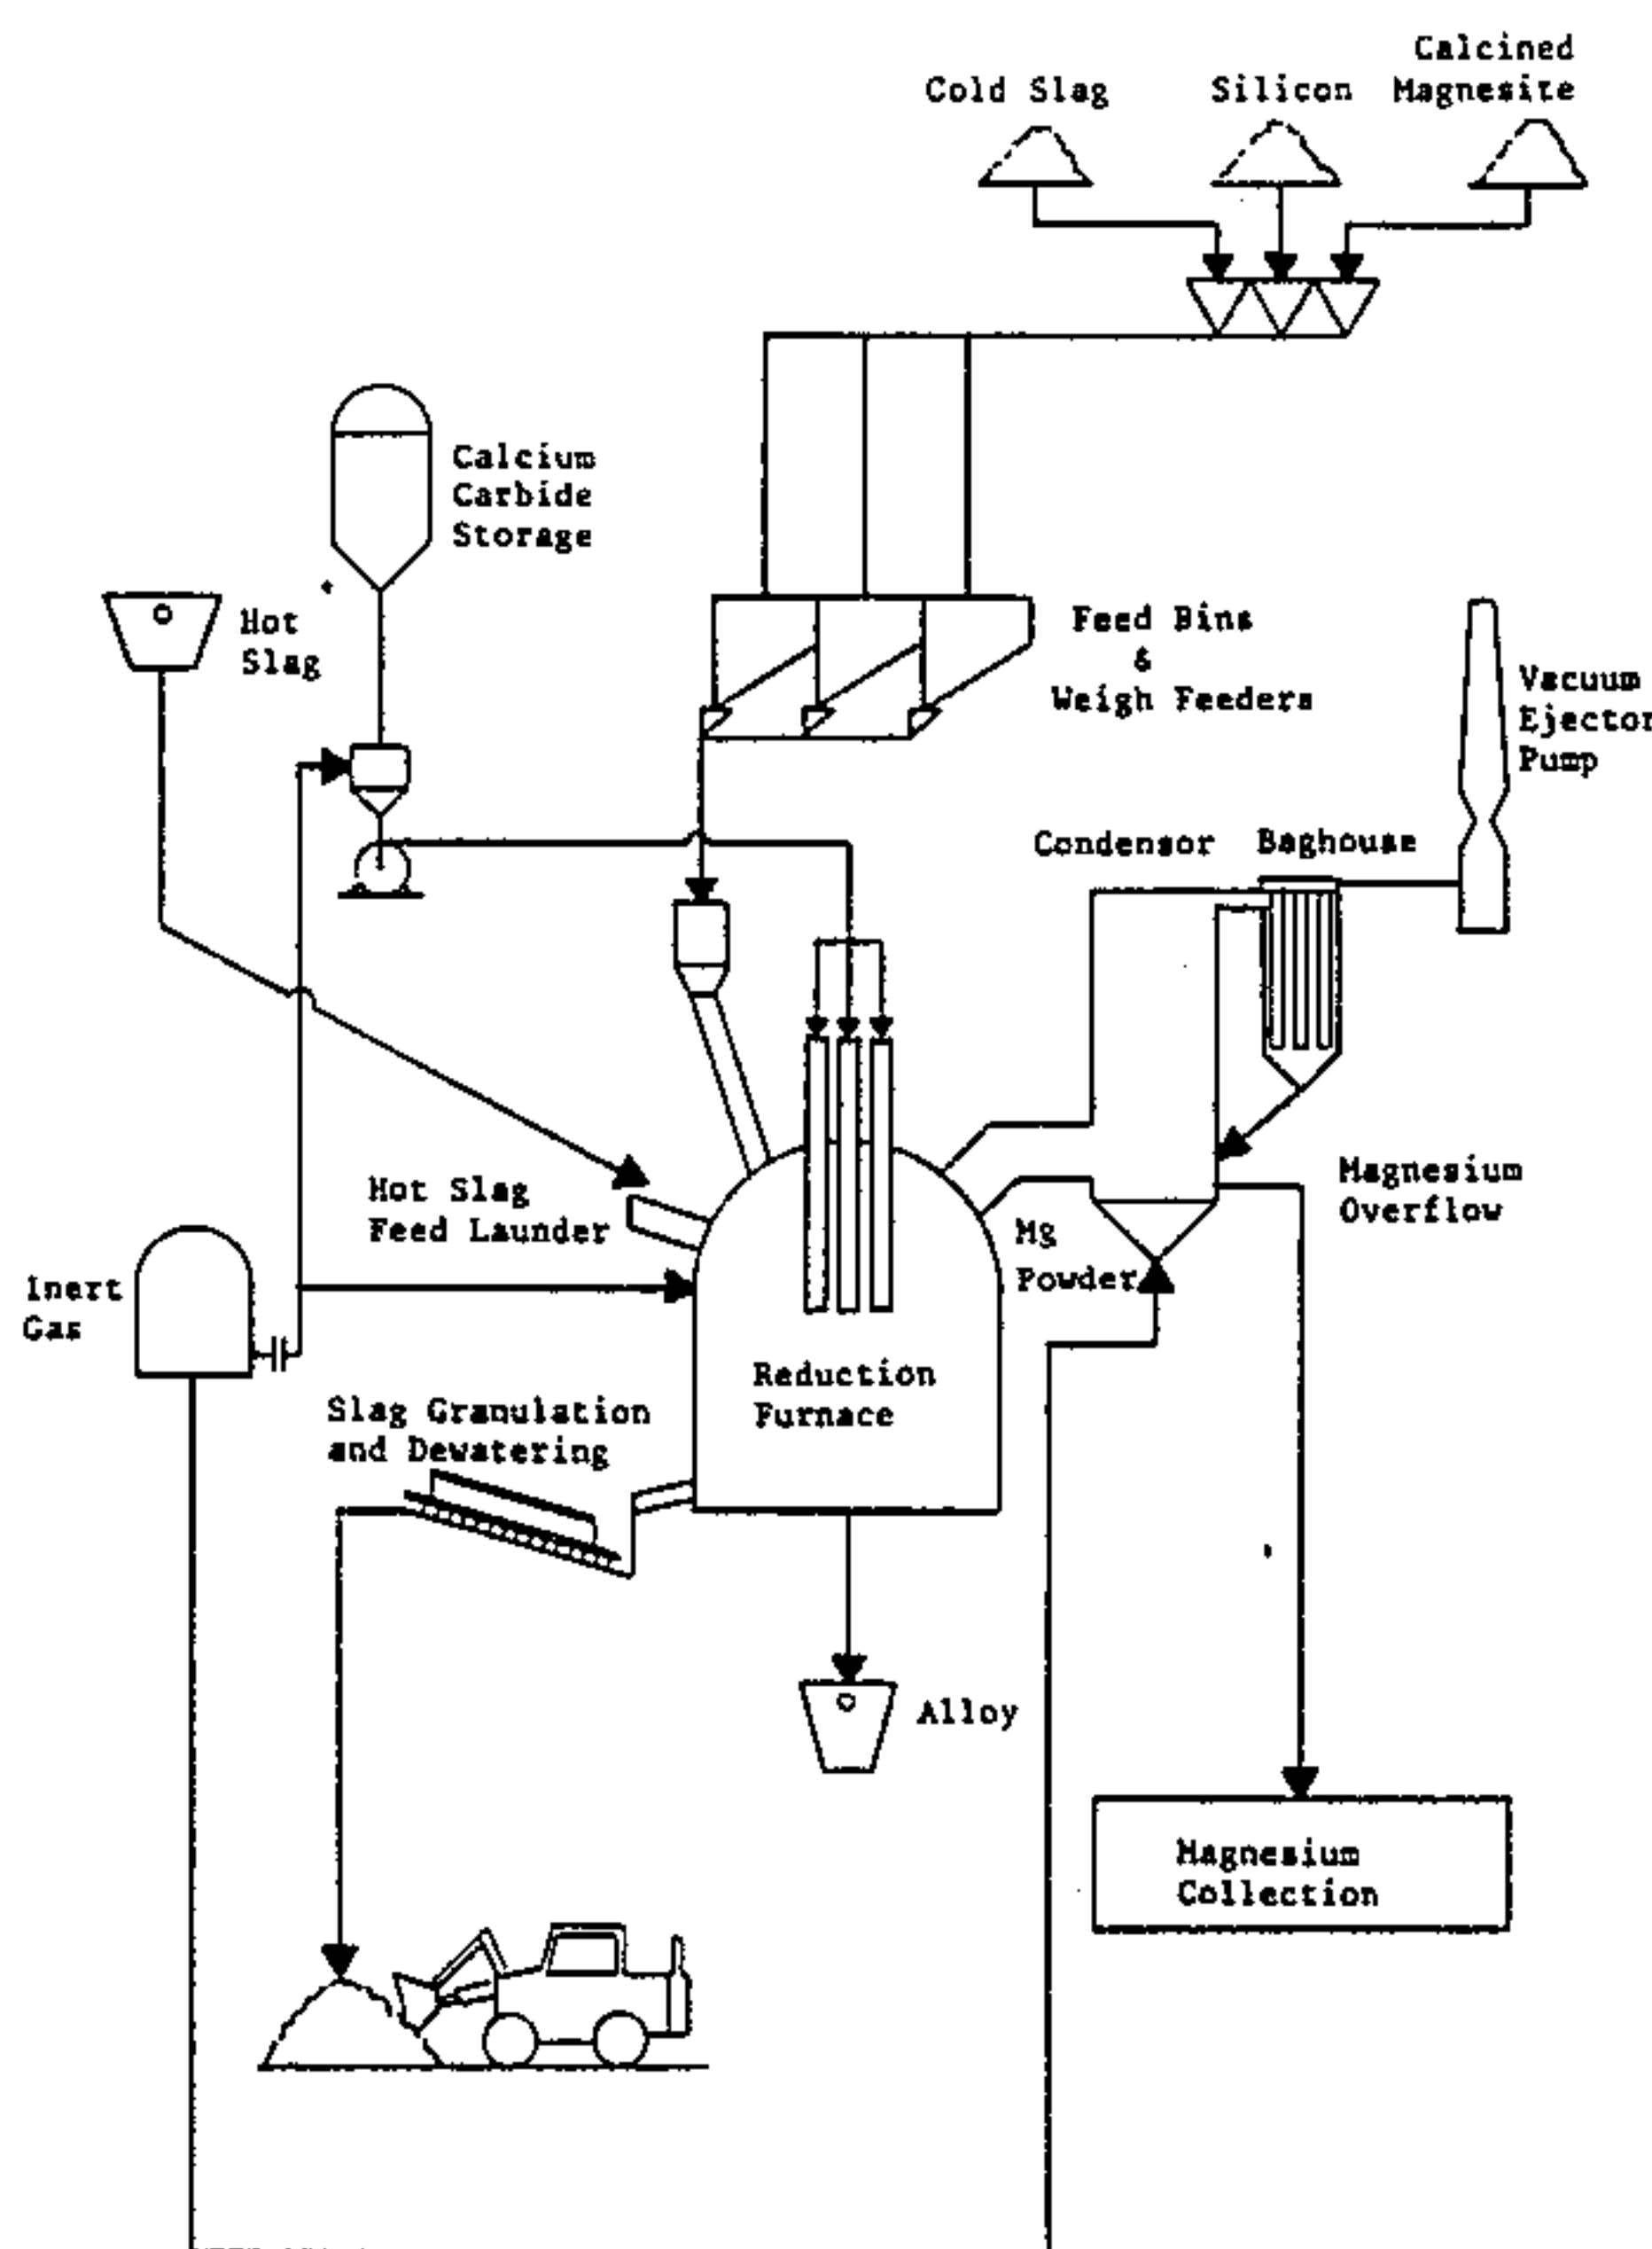 Calcined
Cold Slag Silicon Magnesite
Calcium
Carbide
Storage
Hot
Slag
Feed Bins
&
Weigh Feeders
Vacuum
Ejector
Pump
Condensor Baghouse
Hot Slag
Feed Launder
Magnesium
Overflow
Mg
Powder
Inert
Gas
Reduction
Furnace
Slag Granulation
and Dewatering
Alloy
Magnesium
Collection